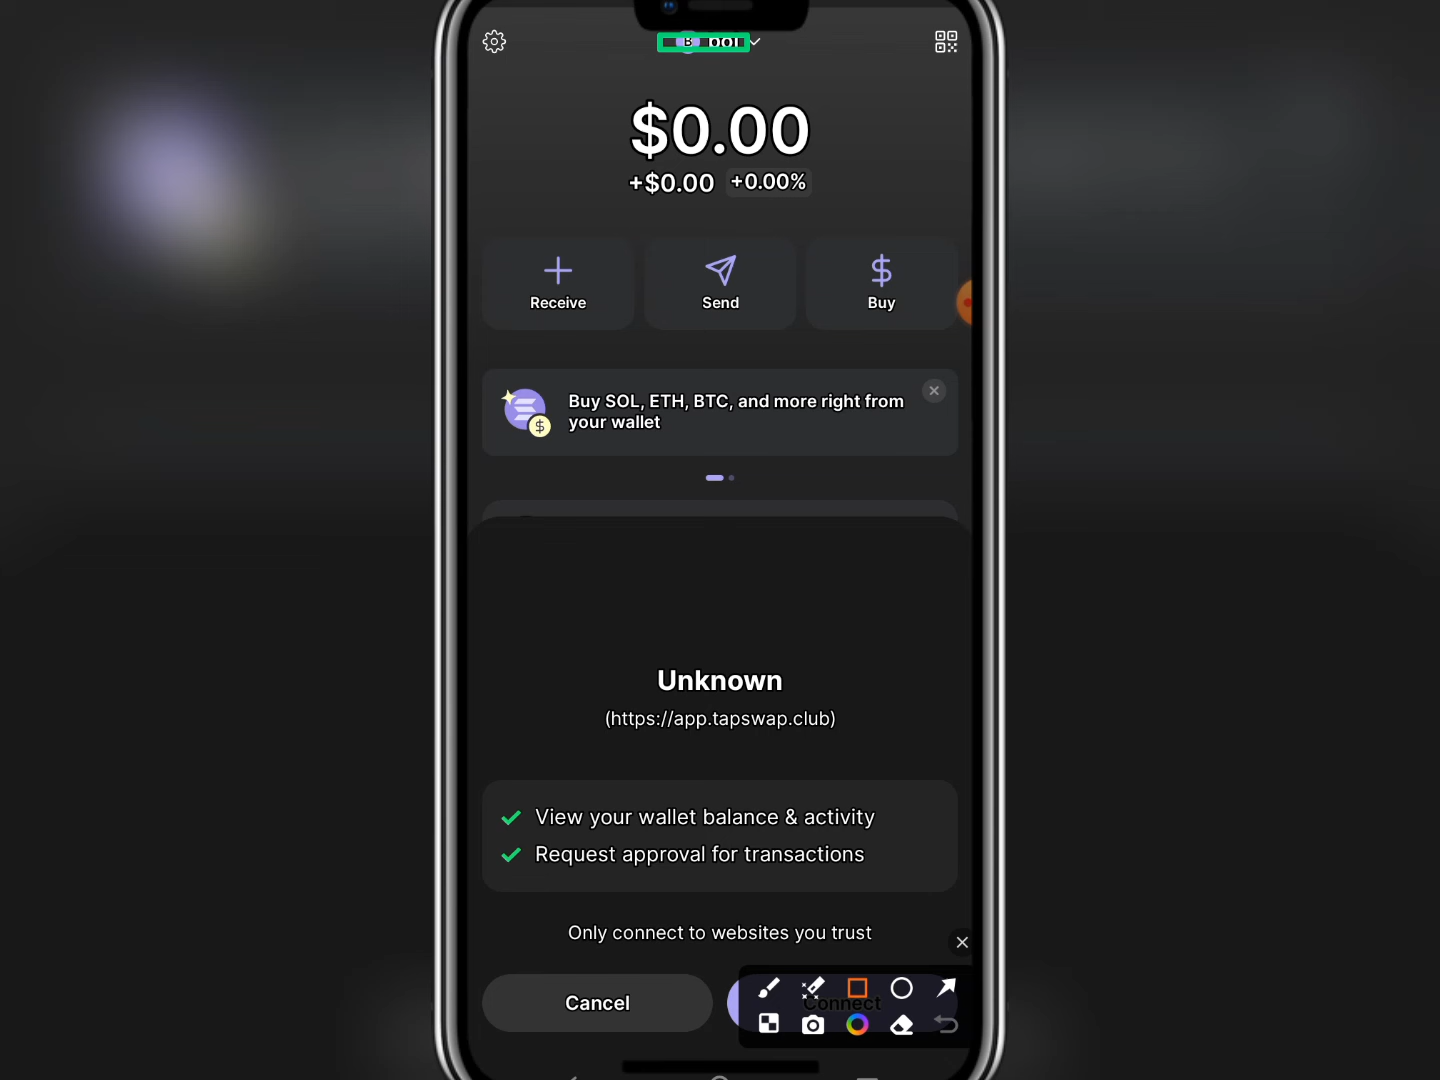 B bol
$0.00
+$0.00 +0.00%
Receive Send Buy
Buy SOL, ETH, BTC, and more right from
your wallet
Unknown
(https://app.tapswap.club)
View your wallet balance & activity
Request approval for transactions
Only connect to websites you trust
Cancel Connect